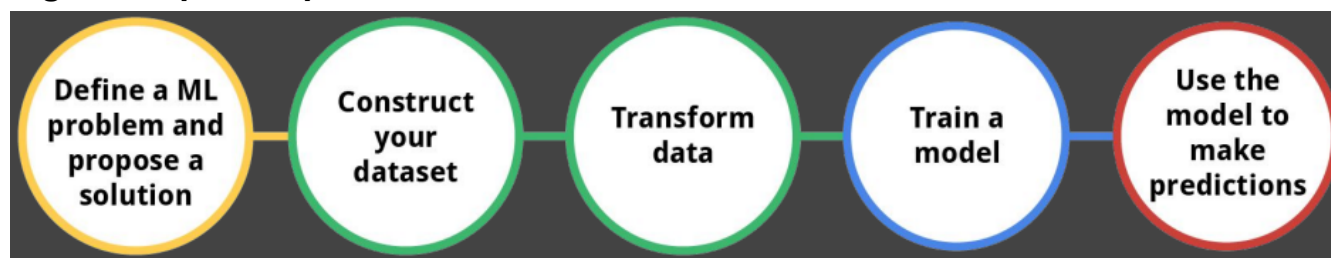 Define a ML
problem and
propose a
solution
Construct
your
dataset
Transform
data
Train a
model
Use the
model to
make
predictions